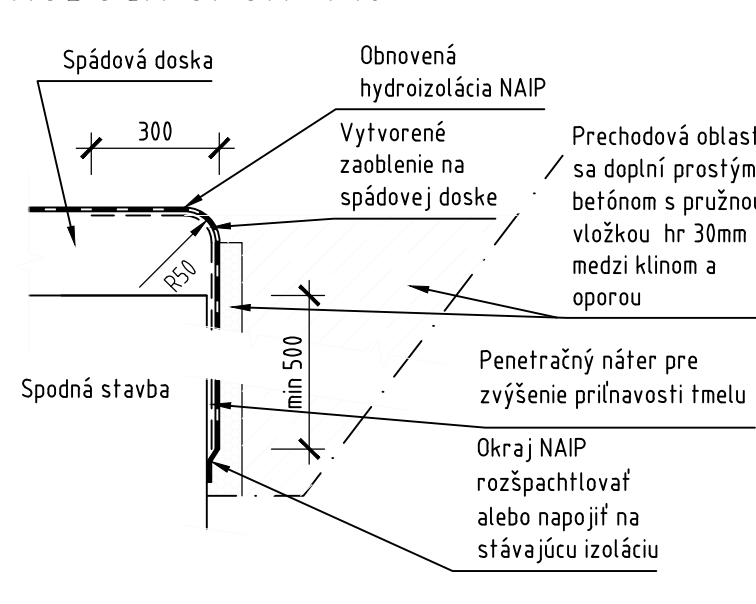 Spádová doska
Obnovená
hydroizolácia NAIP
300
Vytvorené
zaoblenie na
spádovej doske
Prechodová oblasť
sa doplní prostým
betónom s pružnou
vložkou hr 30mm
medzi klinom a
oporou
R50
min 500
Spodná stavba
Penetračný náter pre
zvýšenie priľnavosti tmelu
Okraj NAIP
rozšpachtlovať
alebo napojiť na
stávajúcu izoláciu